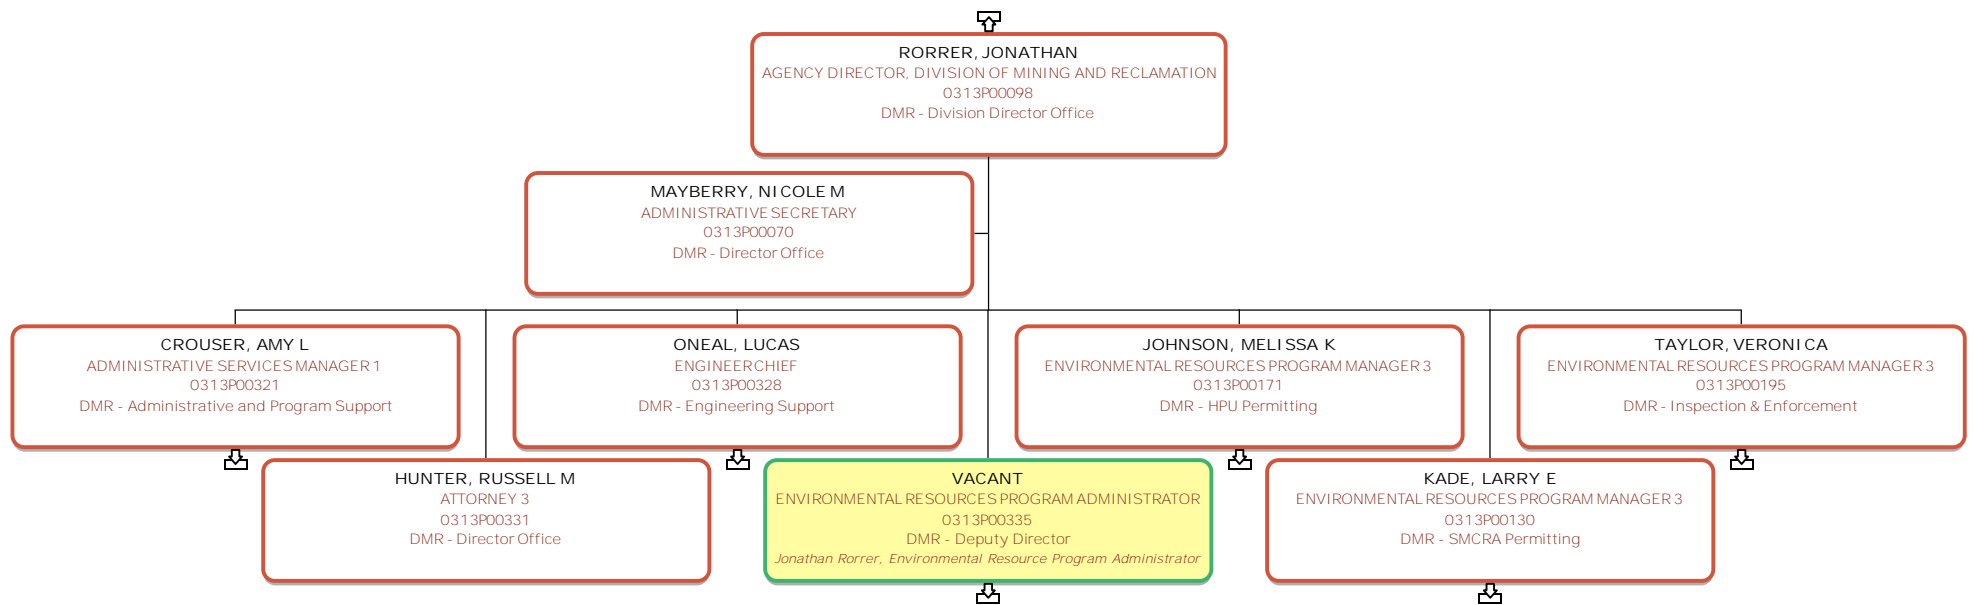 RORRER, JONATHAN
AGENCY DIRECTOR, DIVISION OF MINING AND RECLAMATION
0313P00098
DMR - Division Director Office
MAYBERRY, NICOLE M
ADMINISTRATIVE SECRETARY
0313P00070
DMR - Director Office
CROUSER, AMY L
ADMINISTRATIVE SERVICES MANAGER 1
0313P00321
DMR - Administrative and Program Support
ONEAL, LUCAS
ENGINEER CHIEF
0313P00328
DMR - Engineering Support
JOHNSON, MELISSA K
ENVIRONMENTAL RESOURCES PROGRAM MANAGER 3
0313P00171
DMR - HPU Permitting
TAYLOR, VERONICA
ENVIRONMENTAL RESOURCES PROGRAM MANAGER 3
0313P00195
DMR - Inspection & Enforcement
HUNTER, RUSSELL M
ATTORNEY 3
0313P00331
DMR - Director Office
VACANT
ENVIRONMENTAL RESOURCES PROGRAM ADMINISTRATOR
0313P00335
DMR - Deputy Director
Jonathan Rorrer, Environmental Resource Program Administrator
KADE, LARRY E
ENVIRONMENTAL RESOURCES PROGRAM MANAGER 3
0313P00130
DMR - SMCRA Permitting